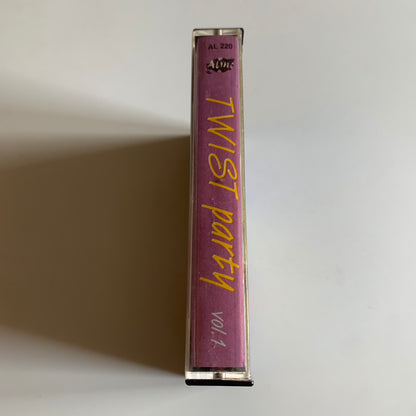 AL 220
TWIST party
vol. 1